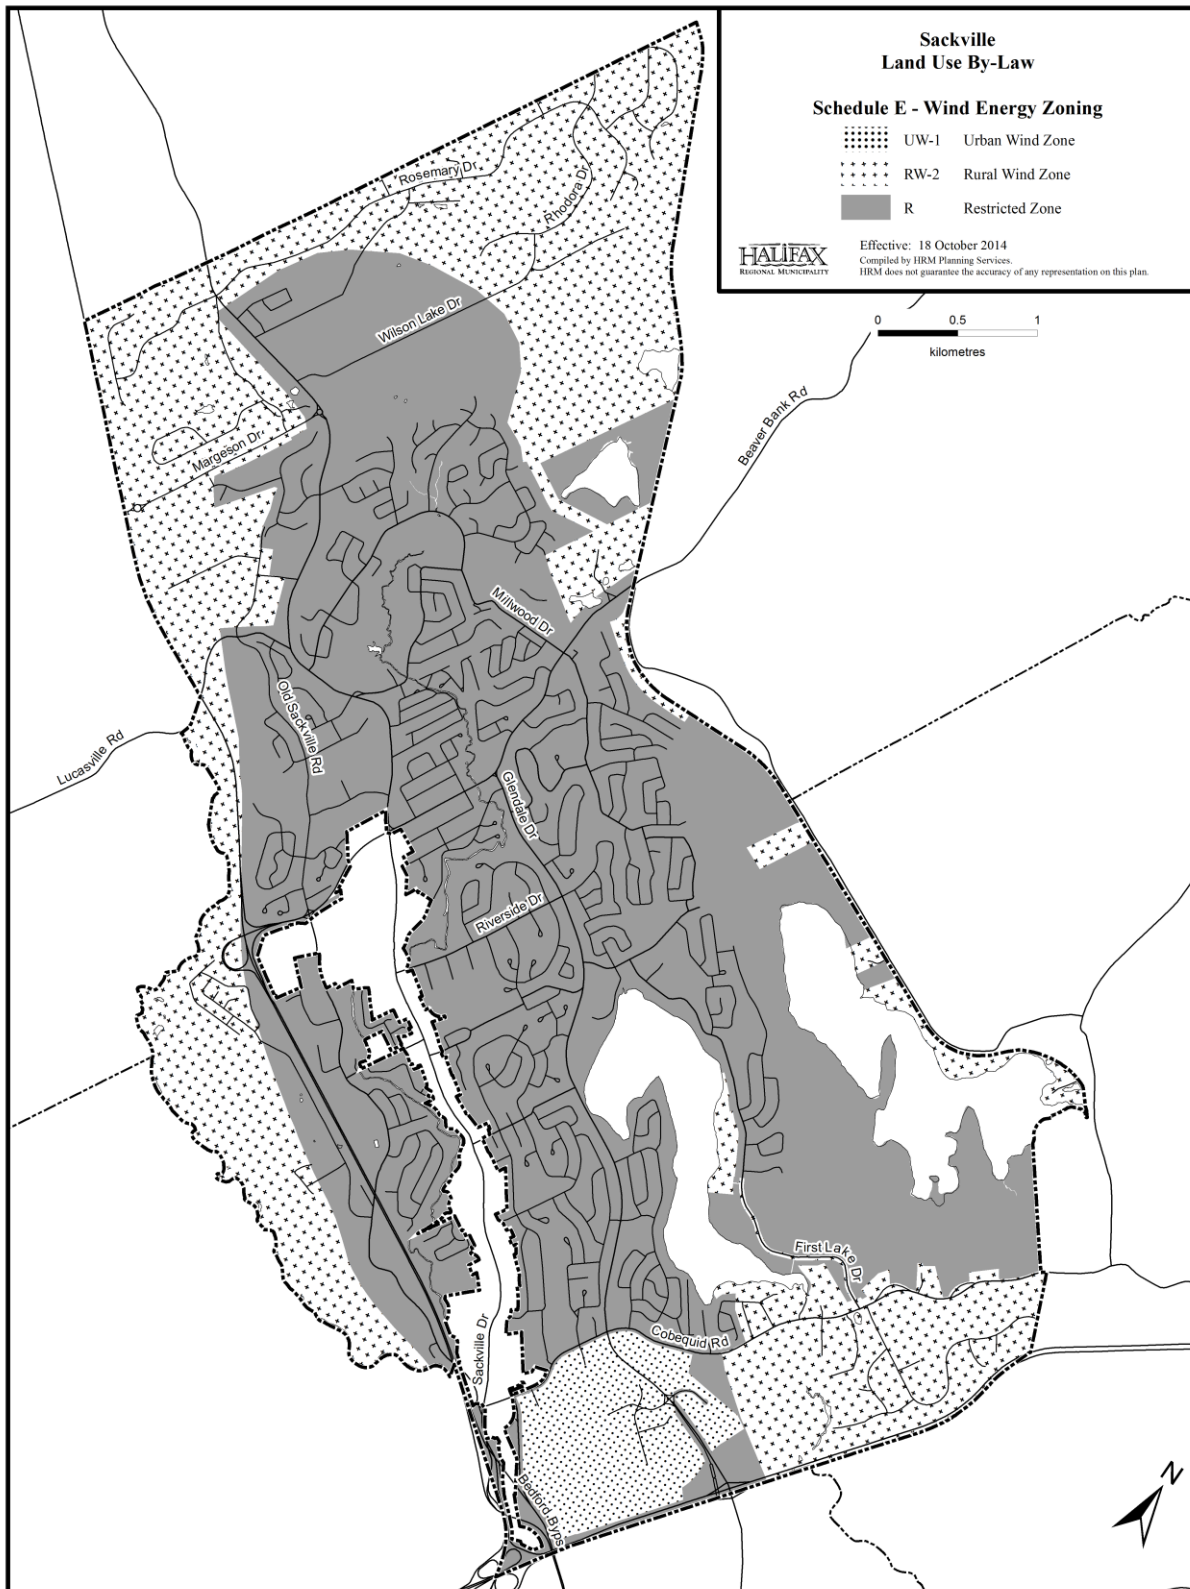 Sackville
Land Use By-Law
Schedule E - Wind Energy Zoning
UW-1 Urban Wind Zone
RW-2 Rural Wind Zone
R Restricted Zone
HALIFAX
REGIONAL MUNICIPALITY
Effective: 18 October 2014
Compiled by HRM Planning Services.
HRM does not guarantee the accuracy of any representation on this plan.
0 0.5 1
kilometres
Rosemary Dr
Rhodora Dr
Wilson Lake Dr
Beaver Bank Rd
Margeson Dr
Millwood Dr
Old Sackville Rd
Lucasville Rd
Glendale Dr
Riverside Dr
First Lake Dr
Cobequid Rd
Sackville Dr
Bedford Byps
N